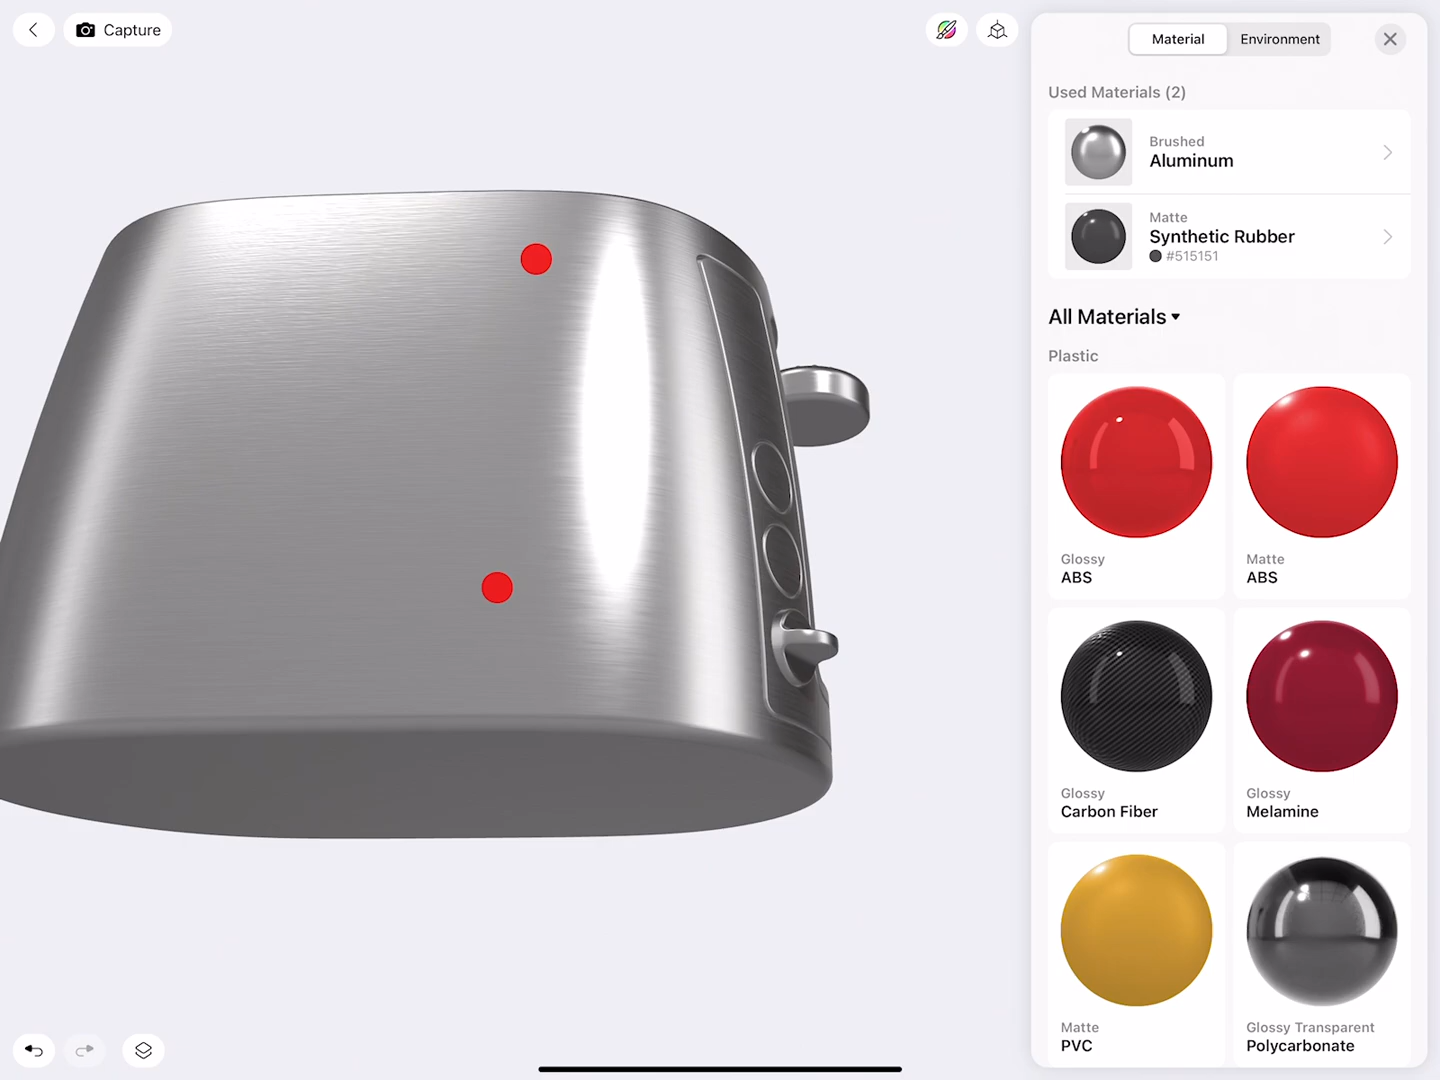 Capture
Material
Environment
Used Materials (2)
Brushed
Aluminum
Matte
Synthetic Rubber
#515151
All Materials
Plastic
Glossy
ABS
Matte
ABS
Glossy
Carbon Fiber
Glossy
Melamine
Matte
PVC
Glossy Transparent
Polycarbonate